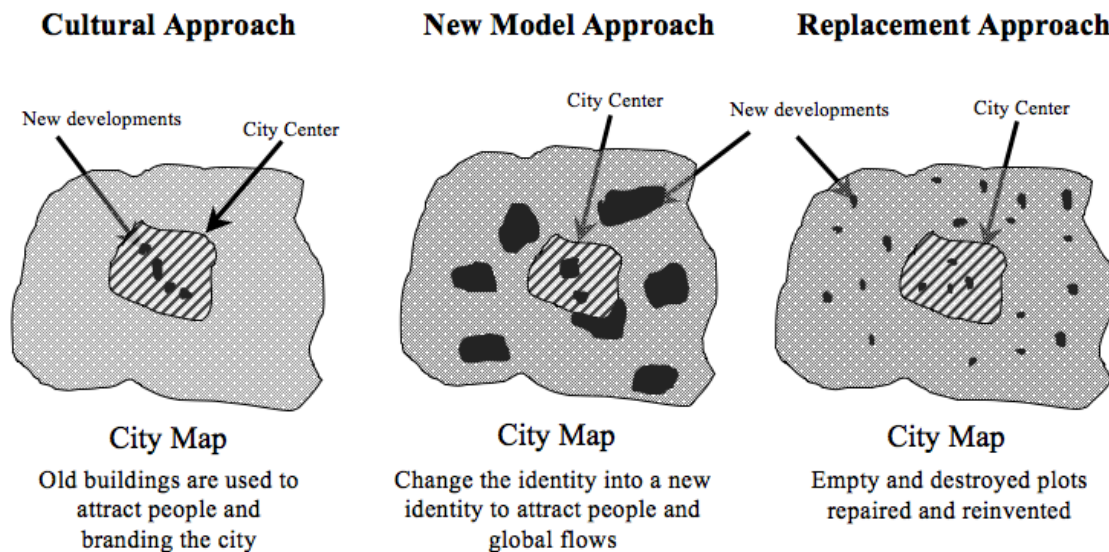 Cultural Approach
New Model Approach
Replacement Approach
New developments
City Center
City Center
New developments
City Center
City Map
Old buildings are used to
attract people and
branding the city
City Map
Change the identity into a new
identity to attract people and
global flows
City Map
Empty and destroyed plots
repaired and reinvented